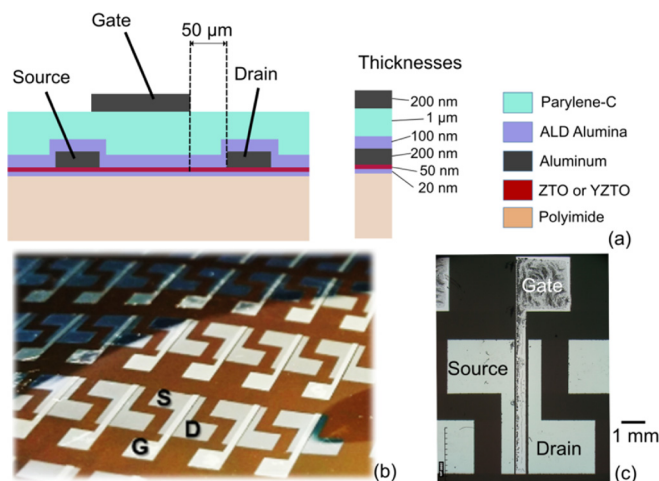 Gate
50 µm
Source
Drain
Thicknesses
200 nm
1 µm
100 nm
200 nm
50 nm
20 nm
Parylene-C
ALD Alumina
Aluminum
ZTO or YZTO
Polyimide
(a)
S
D
G
(b)
Gate
Source
Drain
1 mm
(c)